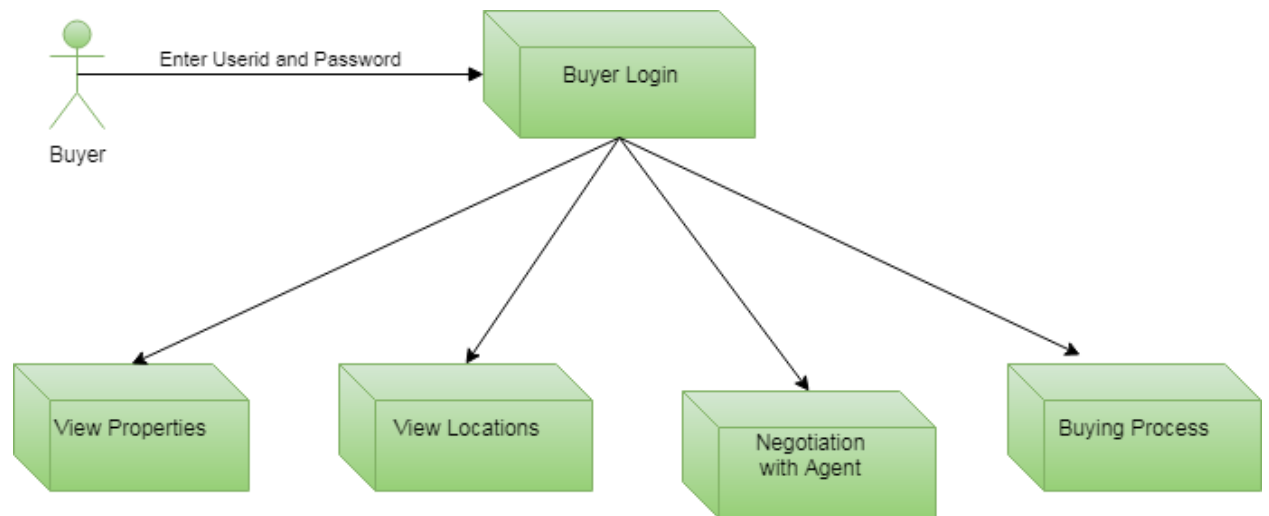 Enter Userid and Password
Buyer Login
Buyer
View Properties
View Locations
Negotiation
with Agent
Buying Process